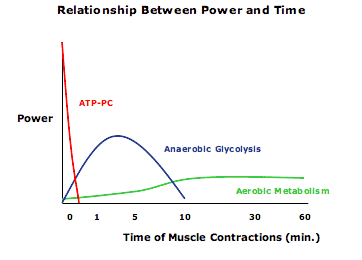 Relationship Between Power and Time
ATP-PC
Power
Anaerobic Glycolysis
Aerobic Metabolism
0 1 5 10 30 60
Time of Muscle Contractions (min.)